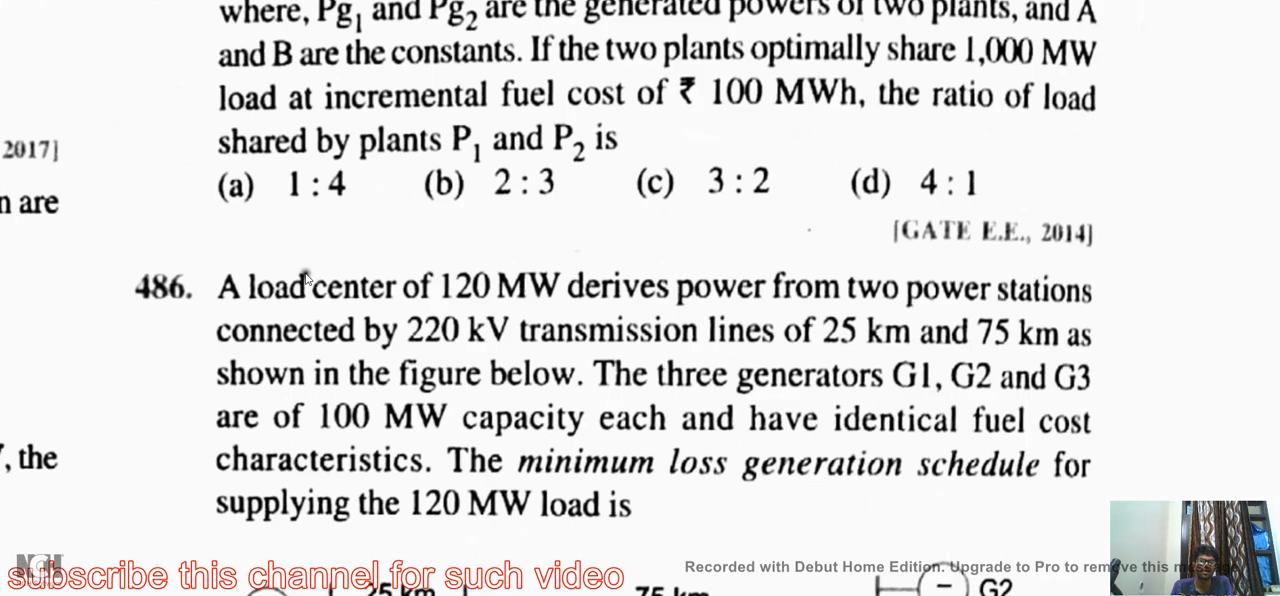 where, Pg1 and Pg2 are the generated powers of two plants, and A
and B are the constants. If the two plants optimally share 1,000 MW
load at incremental fuel cost of ₹ 100 MWh, the ratio of load
shared by plants P1 and P2 is
(a) 1 : 4 (b) 2 : 3 (c) 3 : 2 (d) 4 : 1
[GATE E.E., 2014]
2017]
n are
, the
486. A load center of 120 MW derives power from two power stations
connected by 220 kV transmission lines of 25 km and 75 km as
shown in the figure below. The three generators G1, G2 and G3
are of 100 MW capacity each and have identical fuel cost
characteristics. The minimum loss generation schedule for
supplying the 120 MW load is
subscribe this channel for such video
Recorded with Debut Home Edition. Upgrade to Pro to remove this message
25 km 75 km G2